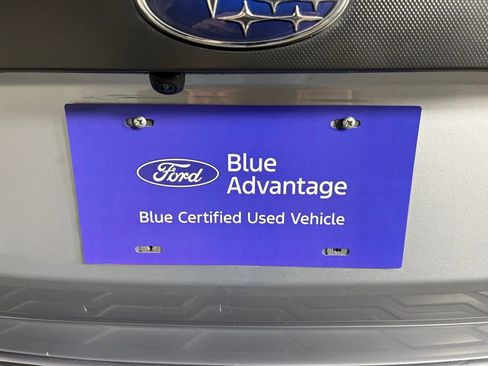 Ford
Blue
Advantage
Blue Certified Used Vehicle